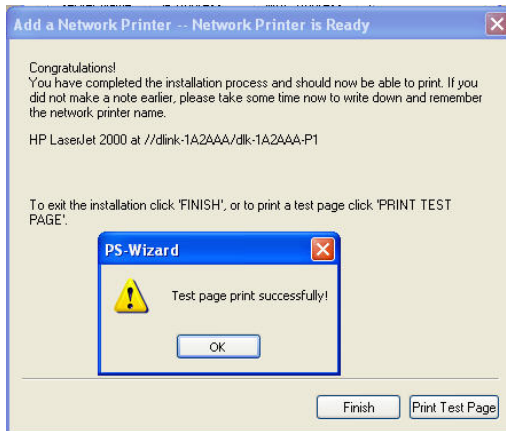 Add a Network Printer -- Network Printer is Ready
Congratulations!
You have completed the installation process and should now be able to print. If you
did not make a note earlier, please take some time now to write down and remember
the network printer name.
HP LaserJet 2000 at //dlink-1A2AAA/dlk-1A2AAA-P1
To exit the installation click 'FINISH', or to print a test page click 'PRINT TEST
PAGE'.
PS-Wizard
Test page print successfully!
OK
Finish
Print Test Page